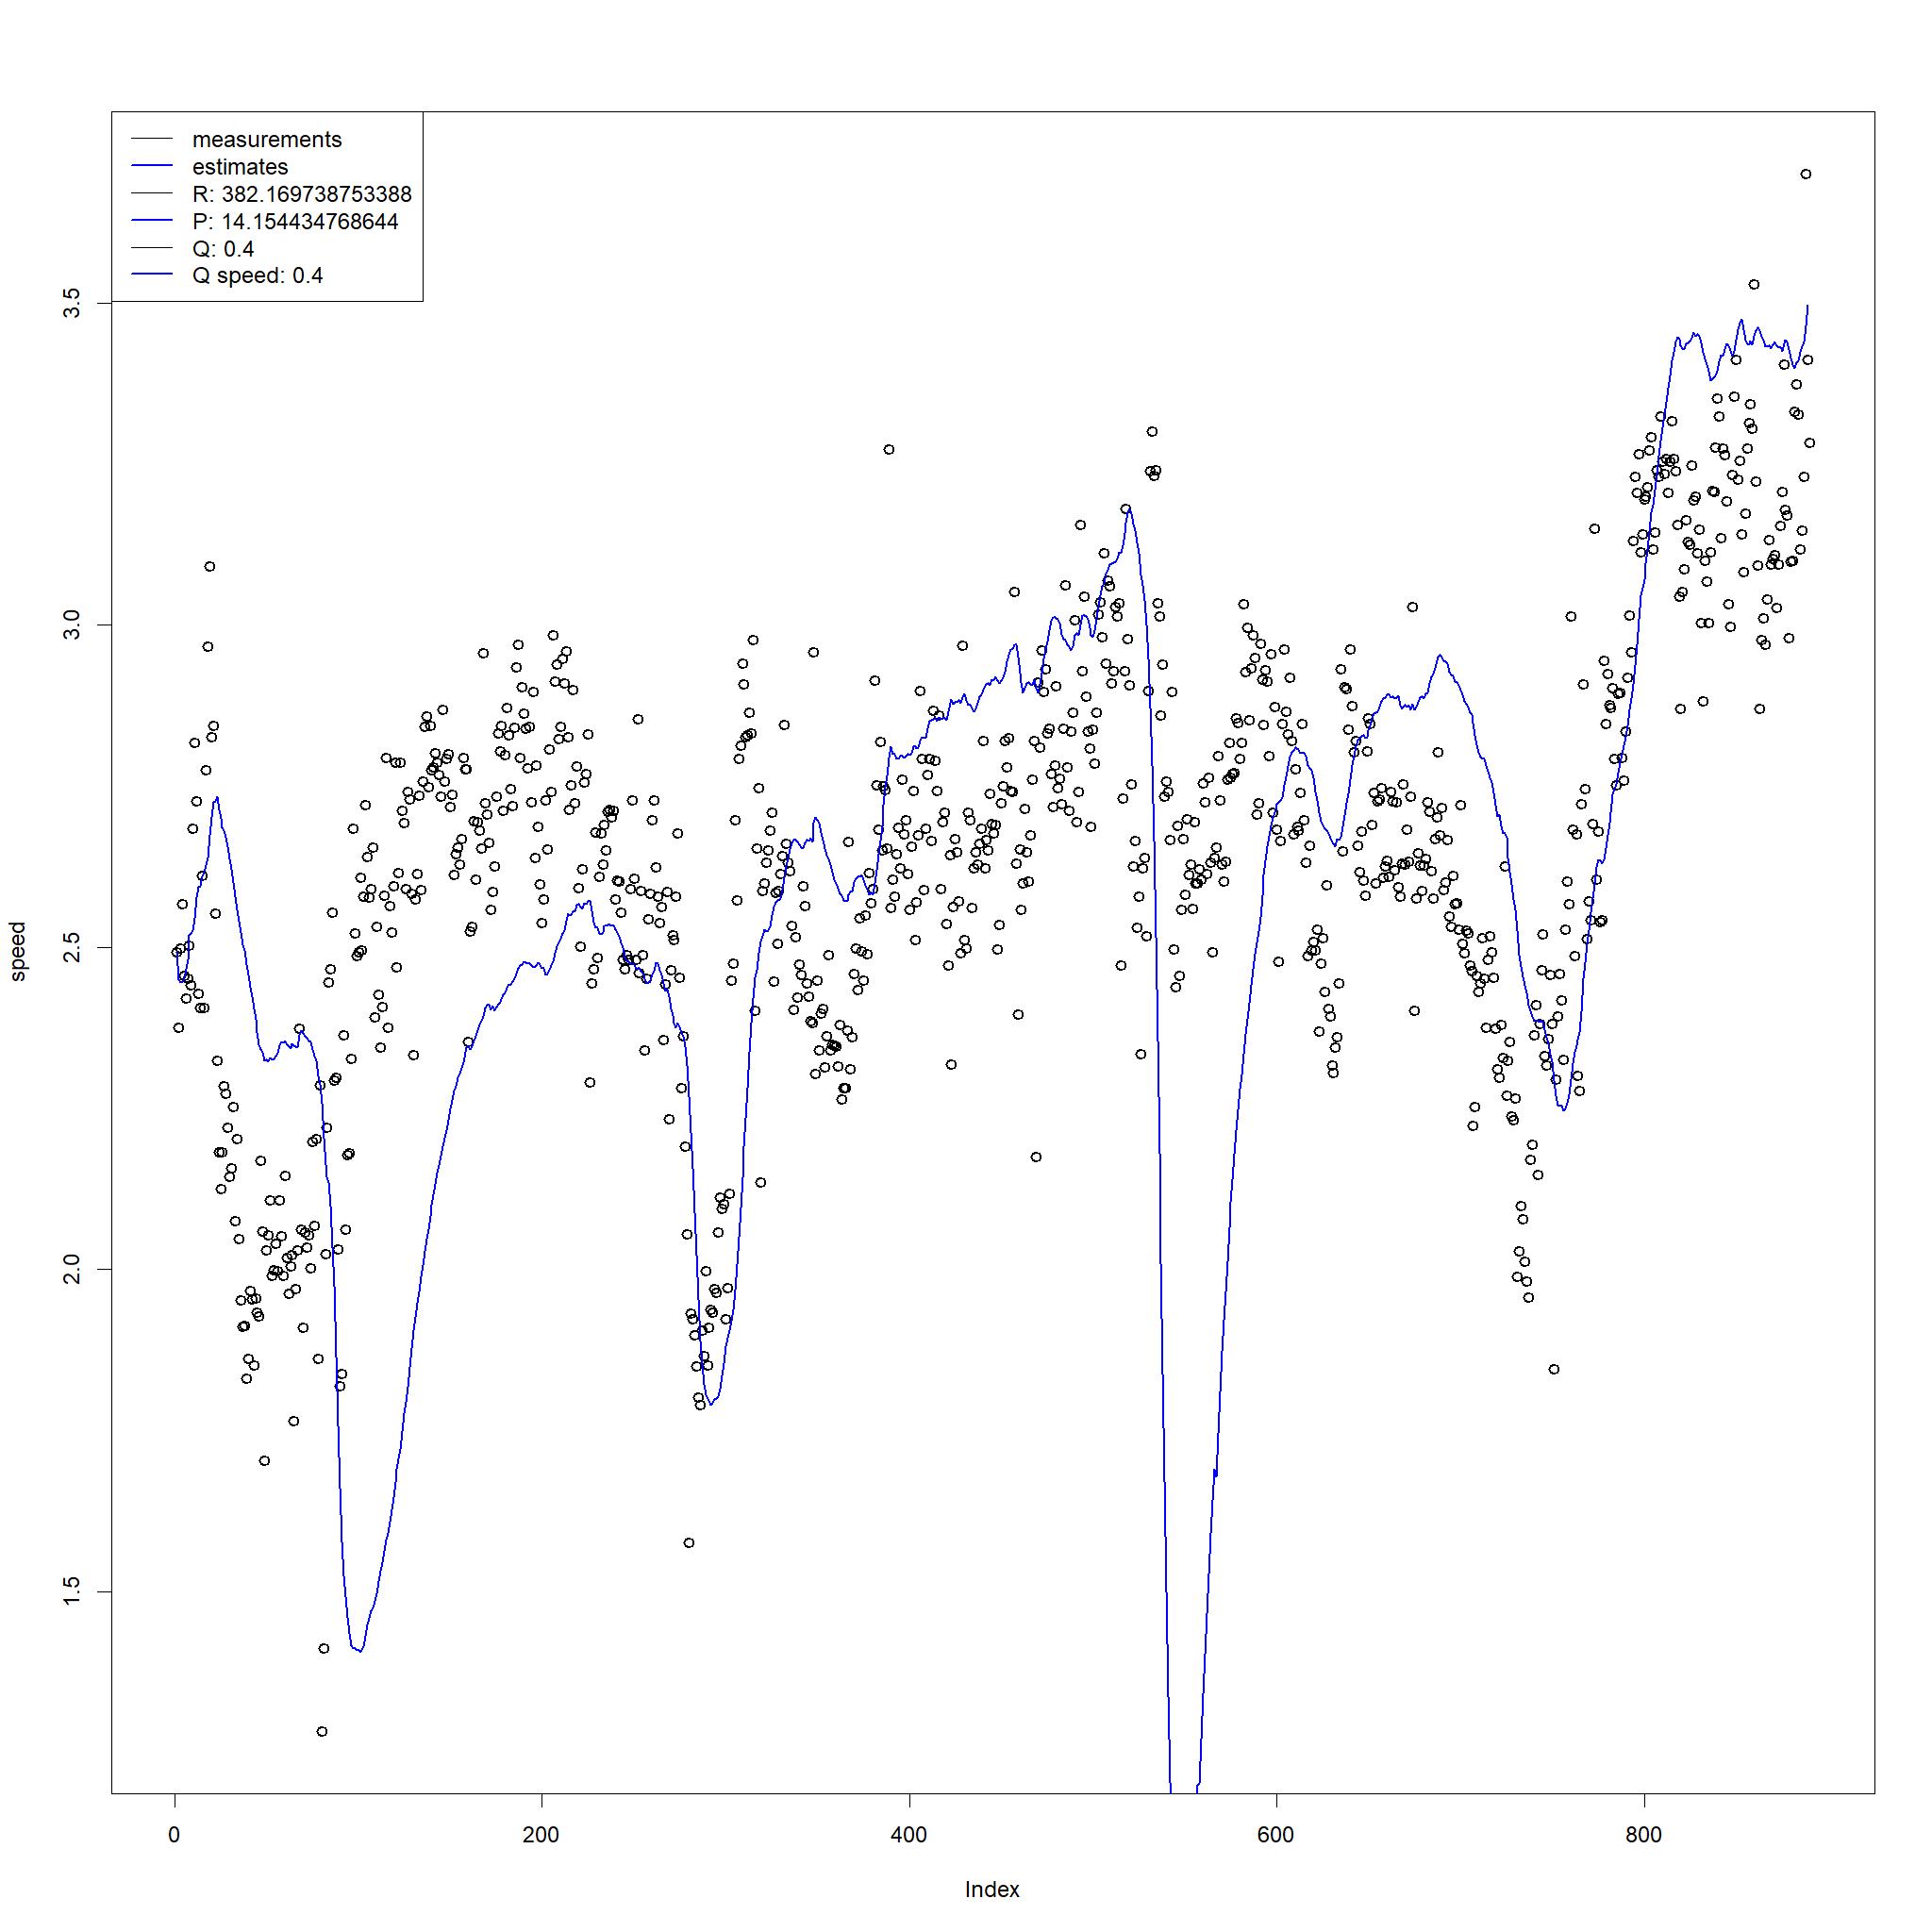 measurements
estimates
R: 382.169738753388
P: 14.154434768644
Q: 0.4
Q speed: 0.4
3.5
3.0
2.5
2.0
1.5
speed
0 200 400 600 800
Index